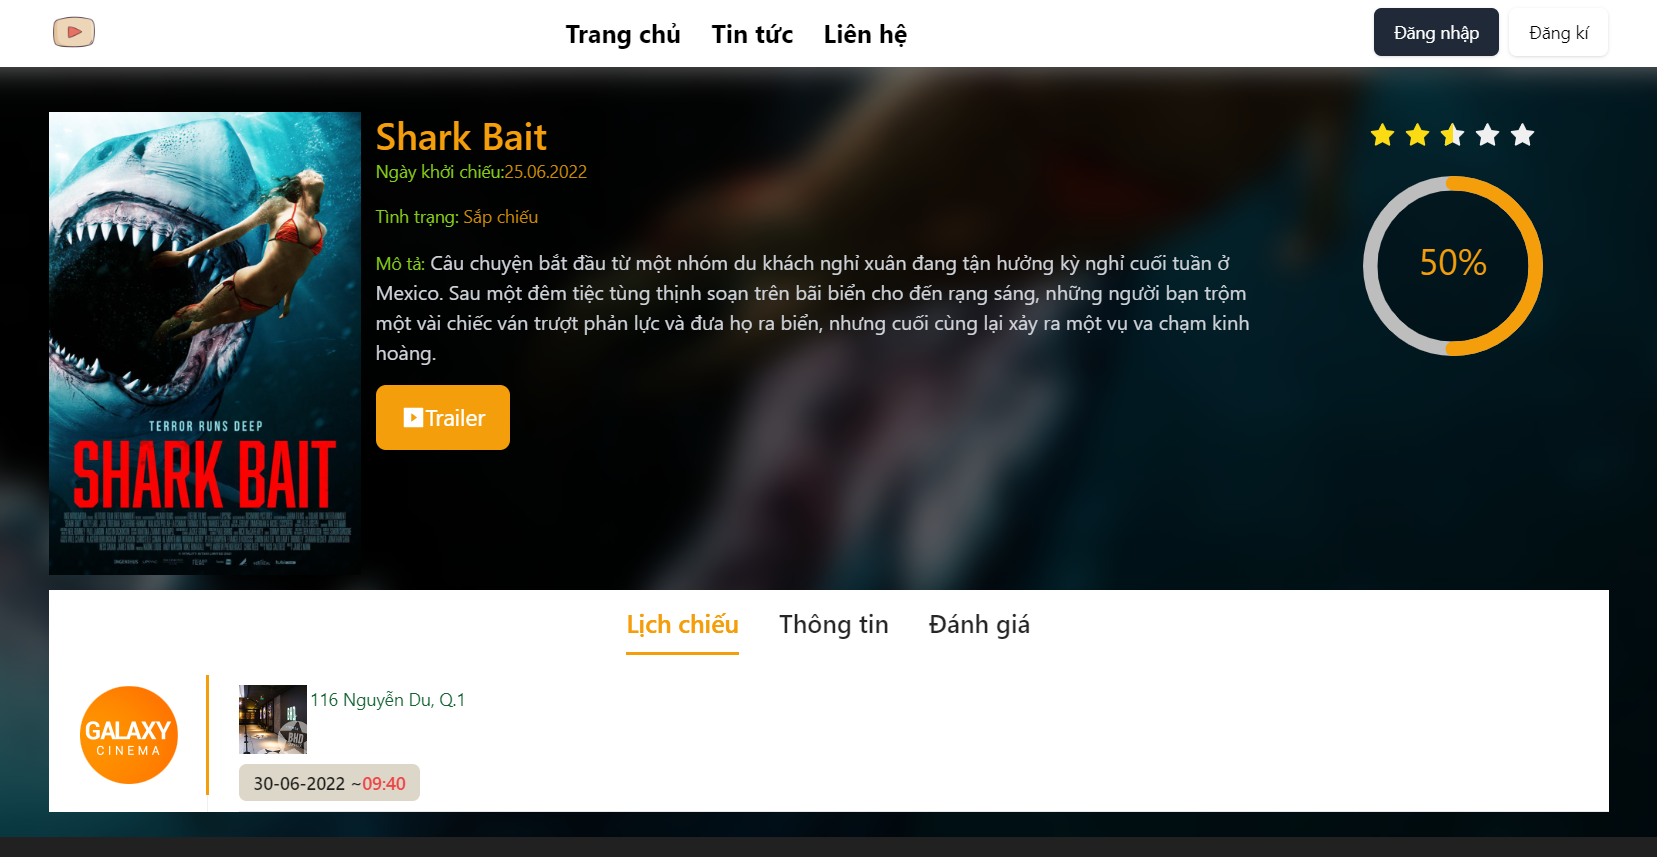 Trang chủ Tin tức Liên hệ Đăng nhập Đăng kí
Shark Bait
Ngày khởi chiếu:25.06.2022
Tình trạng: Sắp chiếu
Mô tả: Câu chuyện bắt đầu từ một nhóm du khách nghỉ xuân đang tận hưởng kỳ nghỉ cuối tuần ở
Mexico. Sau một đêm tiệc tùng thịnh soạn trên bãi biển cho đến rạng sáng, những người bạn trộm
một vài chiếc ván trượt phản lực và đưa họ ra biển, nhưng cuối cùng lại xảy ra một vụ va chạm kinh
hoàng.
Trailer
50%
TERROR RUNS DEEP
SHARK BAIT
Lịch chiếu Thông tin Đánh giá
GALAXY
CINEMA
116 Nguyễn Du, Q.1
BHD
30-06-2022 ~09:40